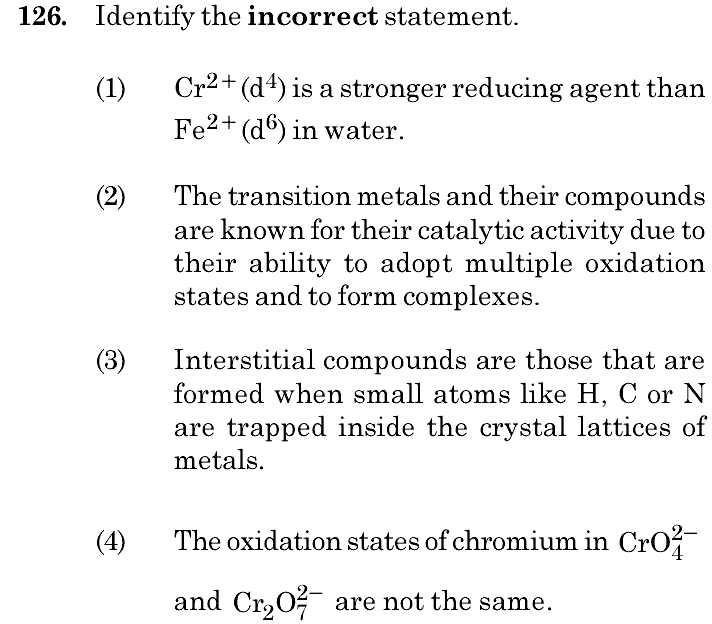 126. Identify the incorrect statement.
(1) Cr²⁺ (d⁴) is a stronger reducing agent than
Fe²⁺ (d⁶) in water.
(2) The transition metals and their compounds
are known for their catalytic activity due to
their ability to adopt multiple oxidation
states and to form complexes.
(3) Interstitial compounds are those that are
formed when small atoms like H, C or N
are trapped inside the crystal lattices of
metals.
(4) The oxidation states of chromium in CrO₄²⁻
and Cr₂O₇²⁻ are not the same.